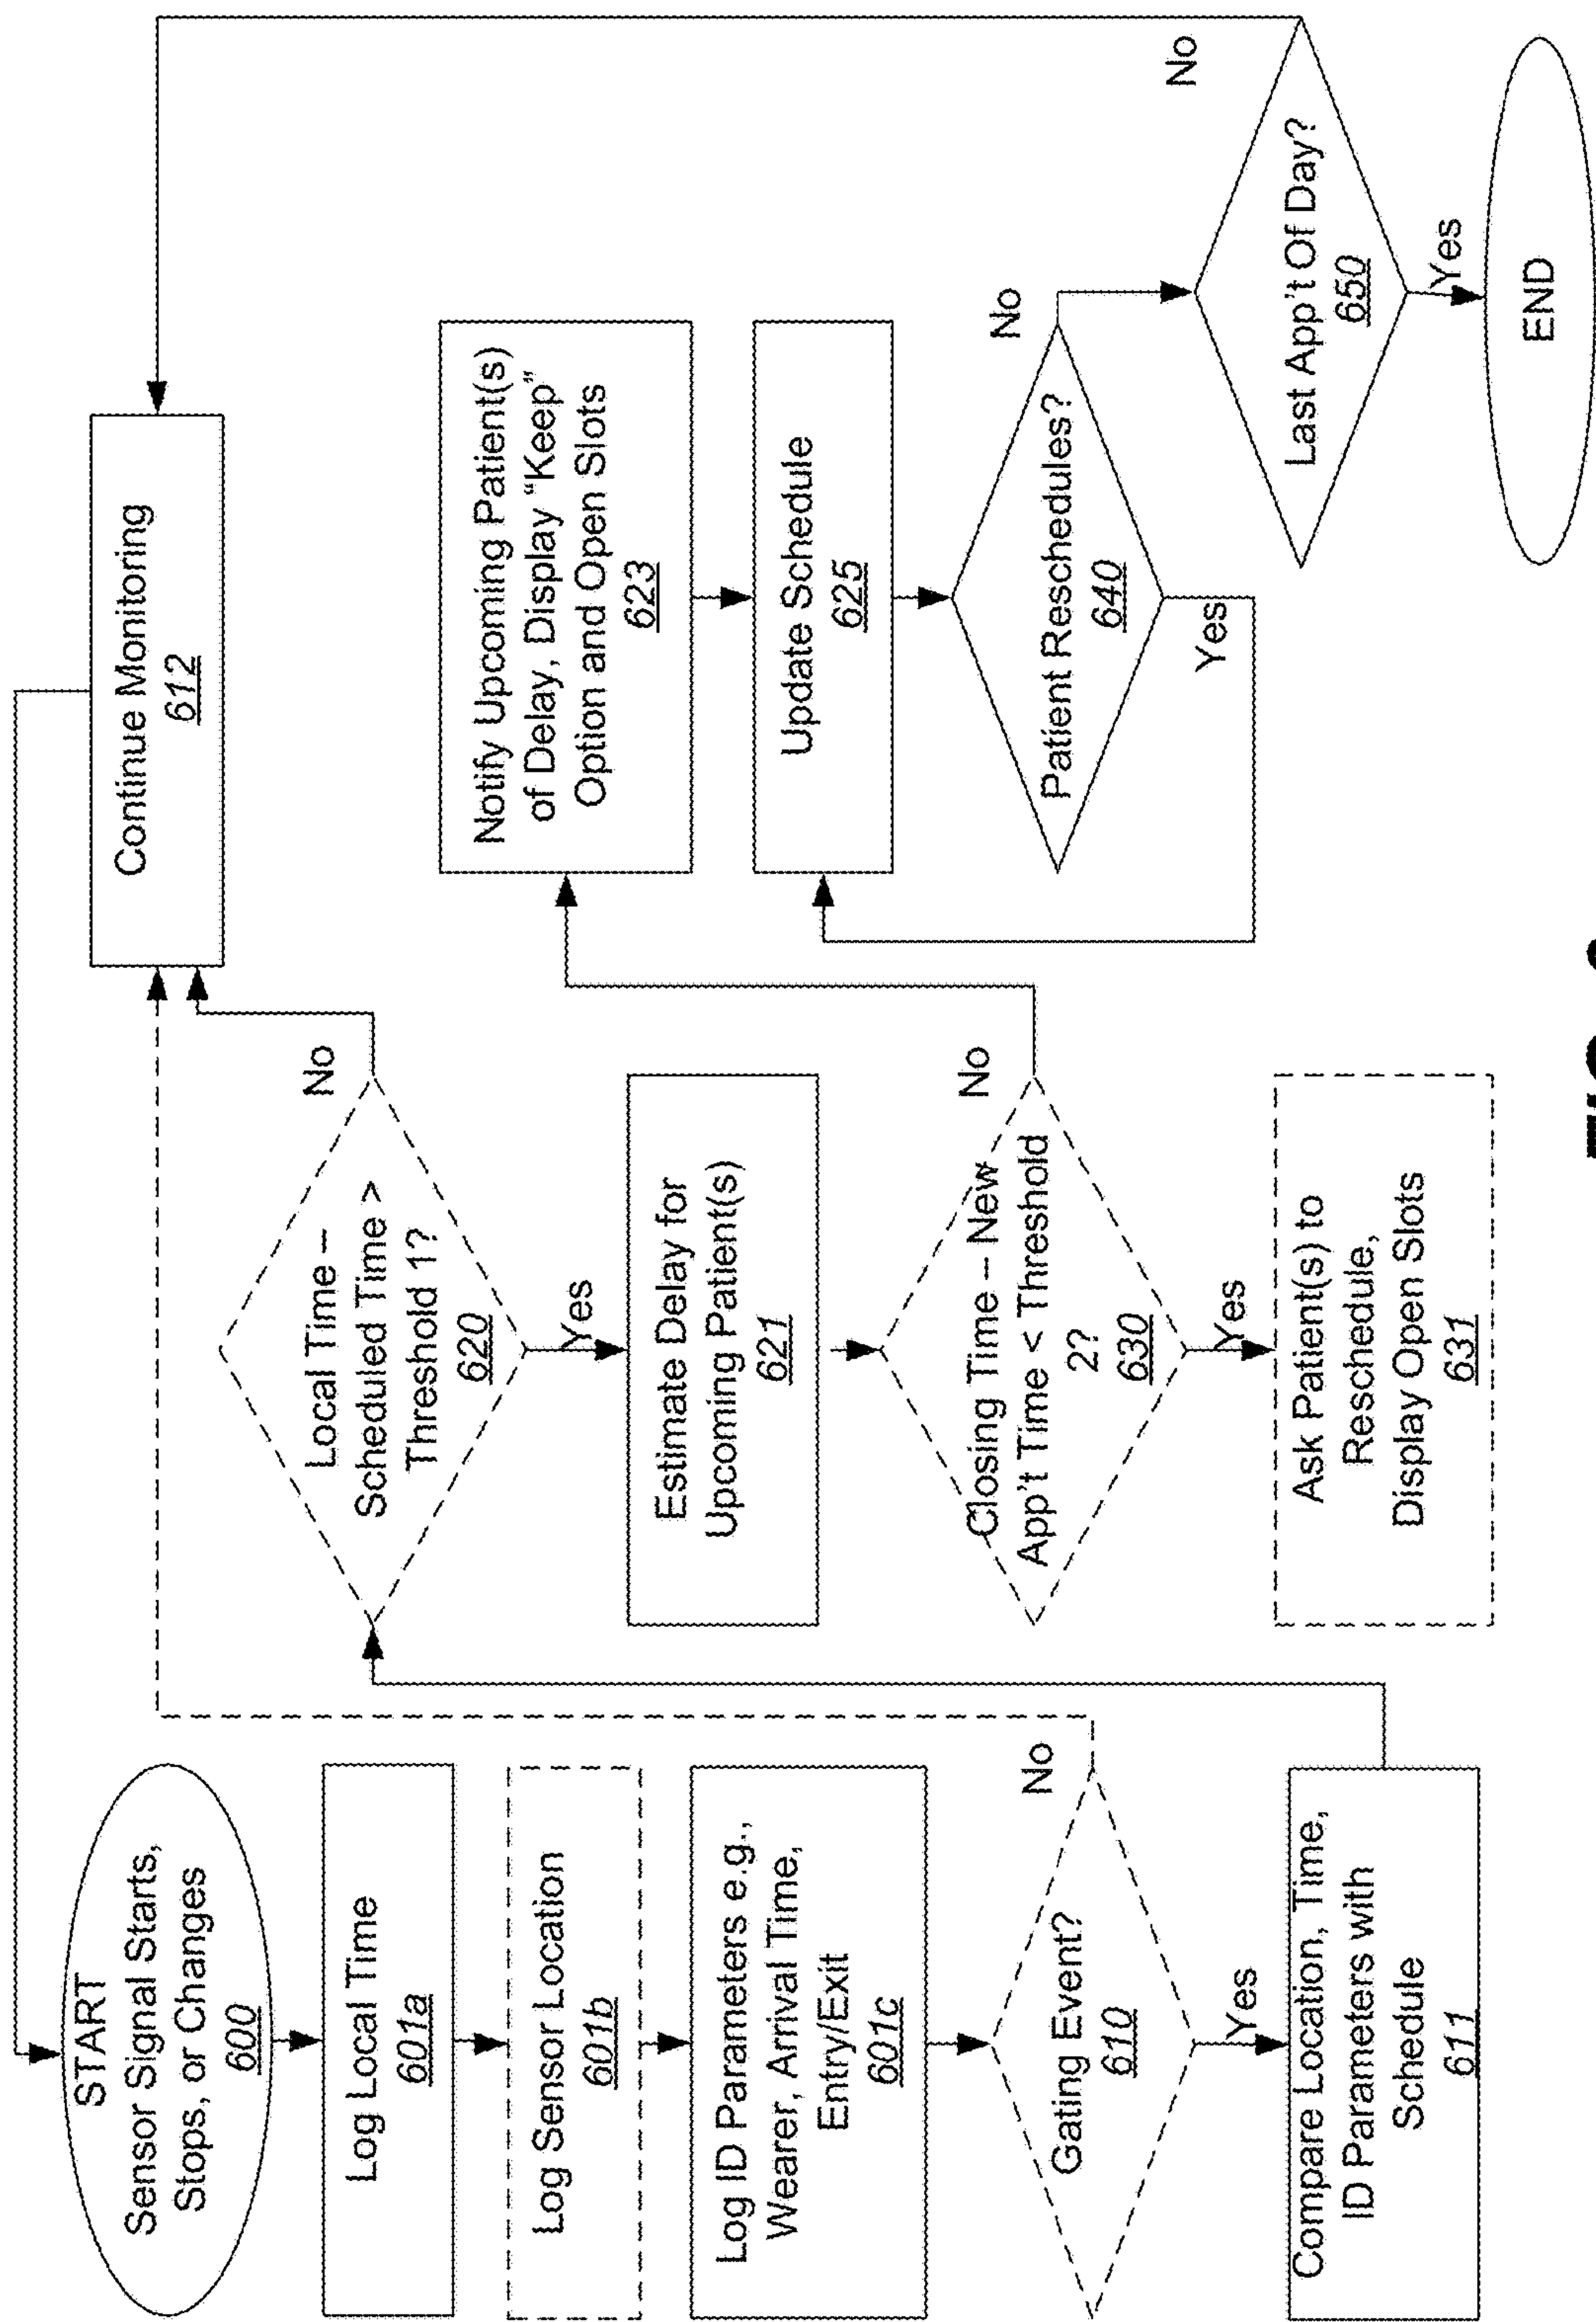 START
Sensor Signal Starts,
Stops, or Changes
600
Log Local Time
601a
Log Sensor Location
601b
Log ID Parameters e.g.,
Wearer, Arrival Time,
Entry/Exit
601c
Gating Event?
610
No
Yes
Compare Location, Time,
ID Parameters with
Schedule
611
Local Time –
Scheduled Time >
Threshold 1?
620
No
Yes
Estimate Delay for
Upcoming Patient(s)
621
Closing Time – New
App't Time < Threshold
2?
630
No
Yes
Ask Patient(s) to
Reschedule,
Display Open Slots
631
Continue Monitoring
612
Notify Upcoming Patient(s)
of Delay, Display “Keep”
Option and Open Slots
623
Update Schedule
625
Patient Reschedules?
640
No
Yes
Last App't Of Day?
650
No
Yes
END